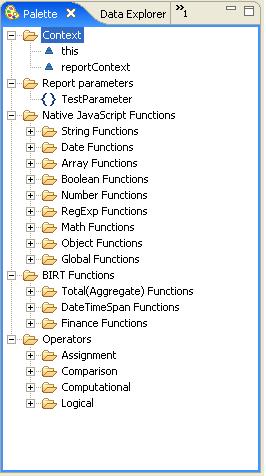 Palette Data Explorer »1
Context
this
reportContext
Report parameters
{} TestParameter
Native JavaScript Functions
String Functions
Date Functions
Array Functions
Boolean Functions
Number Functions
RegExp Functions
Math Functions
Object Functions
Global Functions
BIRT Functions
Total(Aggregate) Functions
DateTimeSpan Functions
Finance Functions
Operators
Assignment
Comparison
Computational
Logical